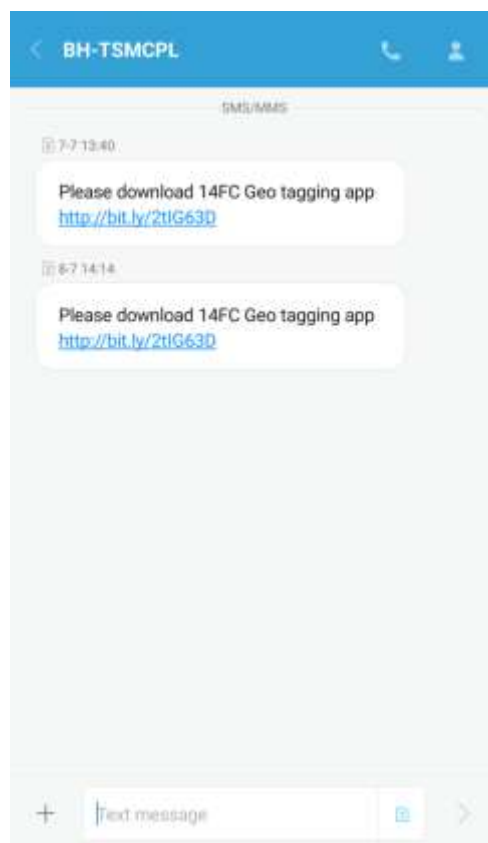 BH-TSMCPL
SMS/MMS
7-7 13:40
Please download 14FC Geo tagging app
http://bit.ly/2tlG63D
8-7 14:14
Please download 14FC Geo tagging app
http://bit.ly/2tlG63D
Text message